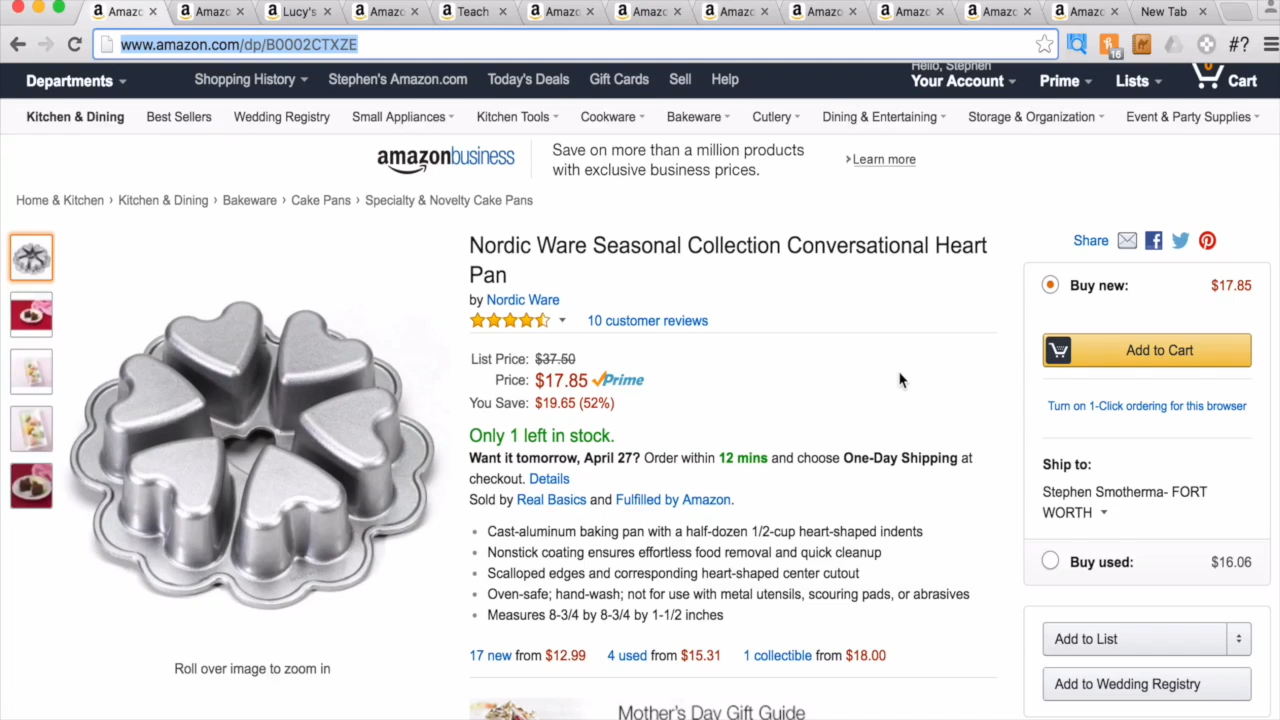 Amazo
Amazo
Lucy's
Amazo
Teach
Amazo
Amazo
Amazo
Amazo
Amazo
Amazo
Amazo
New Tab
www.amazon.com/dp/B0002CTXZE
16
#?
Departments
Shopping History
Stephen's Amazon.com
Today's Deals
Gift Cards
Sell
Help
Hello, Stephen
Your Account
Prime
Lists
0
Cart
Kitchen & Dining
Best Sellers
Wedding Registry
Small Appliances
Kitchen Tools
Cookware
Bakeware
Cutlery
Dining & Entertaining
Storage & Organization
Event & Party Supplies
amazonbusiness
Save on more than a million products
with exclusive business prices.
Learn more
Home & Kitchen › Kitchen & Dining › Bakeware › Cake Pans › Specialty & Novelty Cake Pans
Nordic Ware Seasonal Collection Conversational Heart
Pan
by Nordic Ware
10 customer reviews
List Price: $37.50
Price: $17.85 Prime
You Save: $19.65 (52%)
Only 1 left in stock.
Want it tomorrow, April 27? Order within 12 mins and choose One-Day Shipping at
checkout. Details
Sold by Real Basics and Fulfilled by Amazon.
• Cast-aluminum baking pan with a half-dozen 1/2-cup heart-shaped indents
• Nonstick coating ensures effortless food removal and quick cleanup
• Scalloped edges and corresponding heart-shaped center cutout
• Oven-safe; hand-wash; not for use with metal utensils, scouring pads, or abrasives
• Measures 8-3/4 by 8-3/4 by 1-1/2 inches
17 new from $12.99
4 used from $15.31
1 collectible from $18.00
Roll over image to zoom in
Mother's Day Gift Guide
Share
Buy new: $17.85
Add to Cart
Turn on 1-Click ordering for this browser
Ship to:
Stephen Smotherma- FORT
WORTH
Buy used: $16.06
Add to List
Add to Wedding Registry